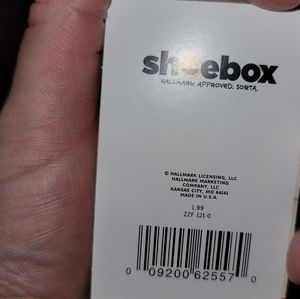 shoebox
HALLMARK APPROVED. SORTA.
© HALLMARK LICENSING, LLC
HALLMARK MARKETING
COMPANY, LLC
KANSAS CITY, MO 64141
MADE IN U.S.A.
1.99
ZZF 121-0
0 09200 62557 0